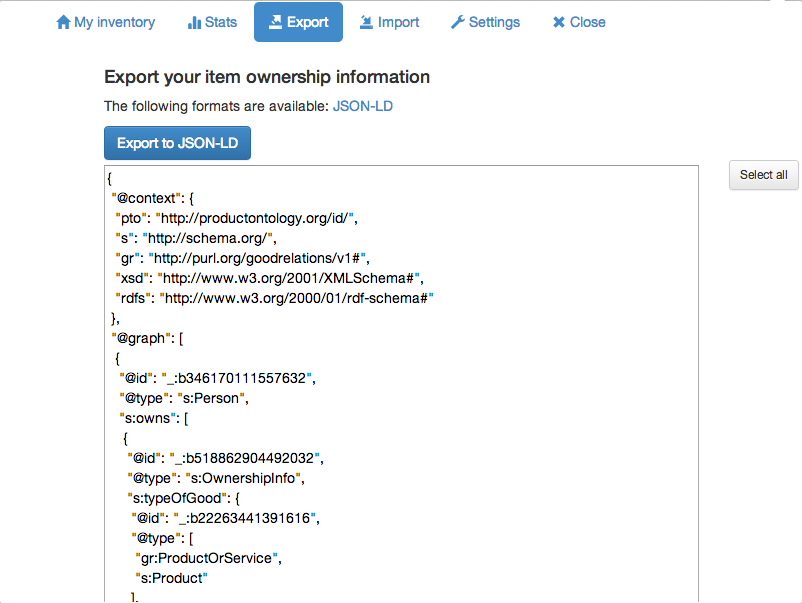 My inventory Stats Export Import Settings Close
Export your item ownership information
The following formats are available: JSON-LD
Export to JSON-LD
Select all
{
"@context": {
"pto": "http://productontology.org/id/",
"s": "http://schema.org/",
"gr": "http://purl.org/goodrelations/v1#",
"xsd": "http://www.w3.org/2001/XMLSchema#",
"rdfs": "http://www.w3.org/2000/01/rdf-schema#"
},
"@graph": [
{
"@id": "_:b346170111557632",
"@type": "s:Person",
"s:owns": [
{
"@id": "_:b518862904492032",
"@type": "s:OwnershipInfo",
"s:typeOfGood": {
"@id": "_:b22263441391616",
"@type": [
"gr:ProductOrService",
"s:Product"
],